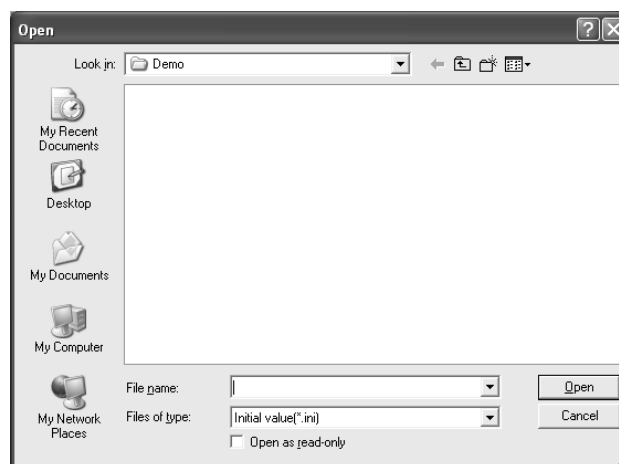 Open
Look in: Demo
My Recent
Documents
Desktop
My Documents
My Computer
My Network
Places
File name:
Open
Files of type: Initial value(*.ini)
Cancel
Open as read-only